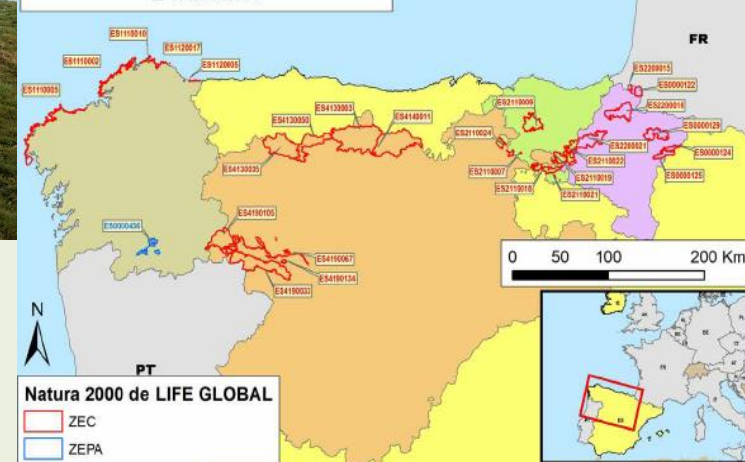 FR
ES1110010
ES1120017
ES1110002
ES1120005
ES1110005
ES2200015
ES0000122
ES2110009
ES2200010
ES4130003
ES4130050
ES4140011
ES2110024
ES0000129
ES2200021
ES0000124
ES4130035
ES2110022
ES2110007
ES2110019
ES0000125
ES2110018
ES2110021
ES4190105
ES0000436
ES4190067
ES4190134
ES4190033
0 50 100 200 Km
N
PT
Natura 2000 de LIFE GLOBAL
ZEC
ZEPA